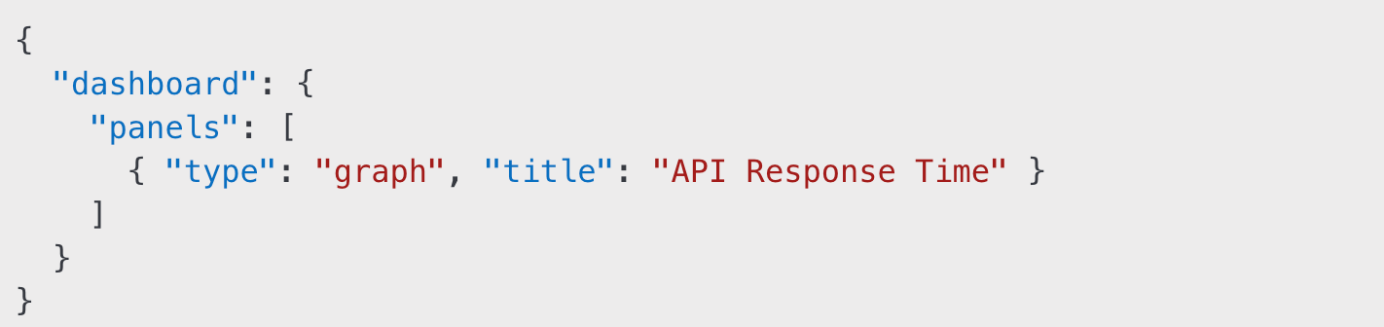 {
  "dashboard": {
    "panels": [
      { "type": "graph", "title": "API Response Time" }
    ]
  }
}